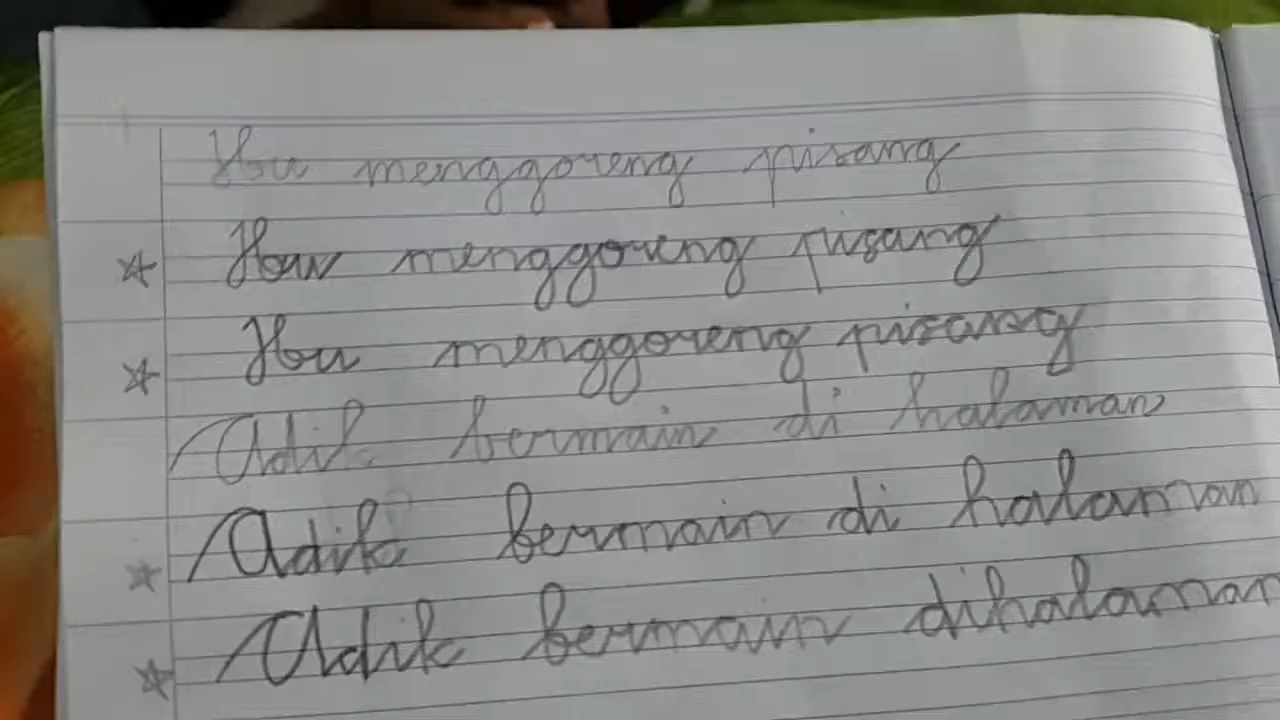 Ibu menggoreng pisang
Ibu menggoreng pisang
Ibu menggoreng pisang
Adik bermain di halaman
Adik bermain di halaman
Adik bermain dihalaman